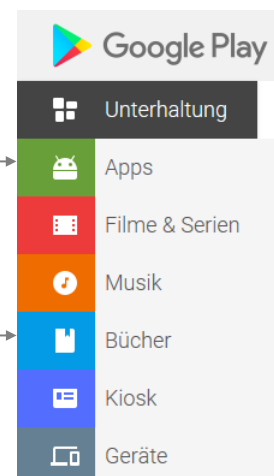 Google Play
Unterhaltung
Apps
Filme & Serien
Musik
Bücher
Kiosk
Geräte